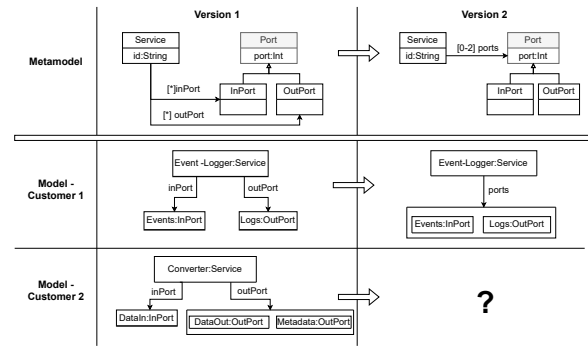 Version 1
Version 2
Metamodel
Service
id:String
Port
port:Int
[*]inPort
InPort
OutPort
[*] outPort
Service
id:String
[0-2] ports
Port
port:Int
InPort
OutPort
Model -
Customer 1
Event -Logger:Service
inPort
outPort
Events:InPort
Logs:OutPort
Event-Logger:Service
ports
Events:InPort
Logs:OutPort
Model -
Customer 2
Converter:Service
inPort
outPort
DataIn:InPort
DataOut:OutPort
Metadata:OutPort
?